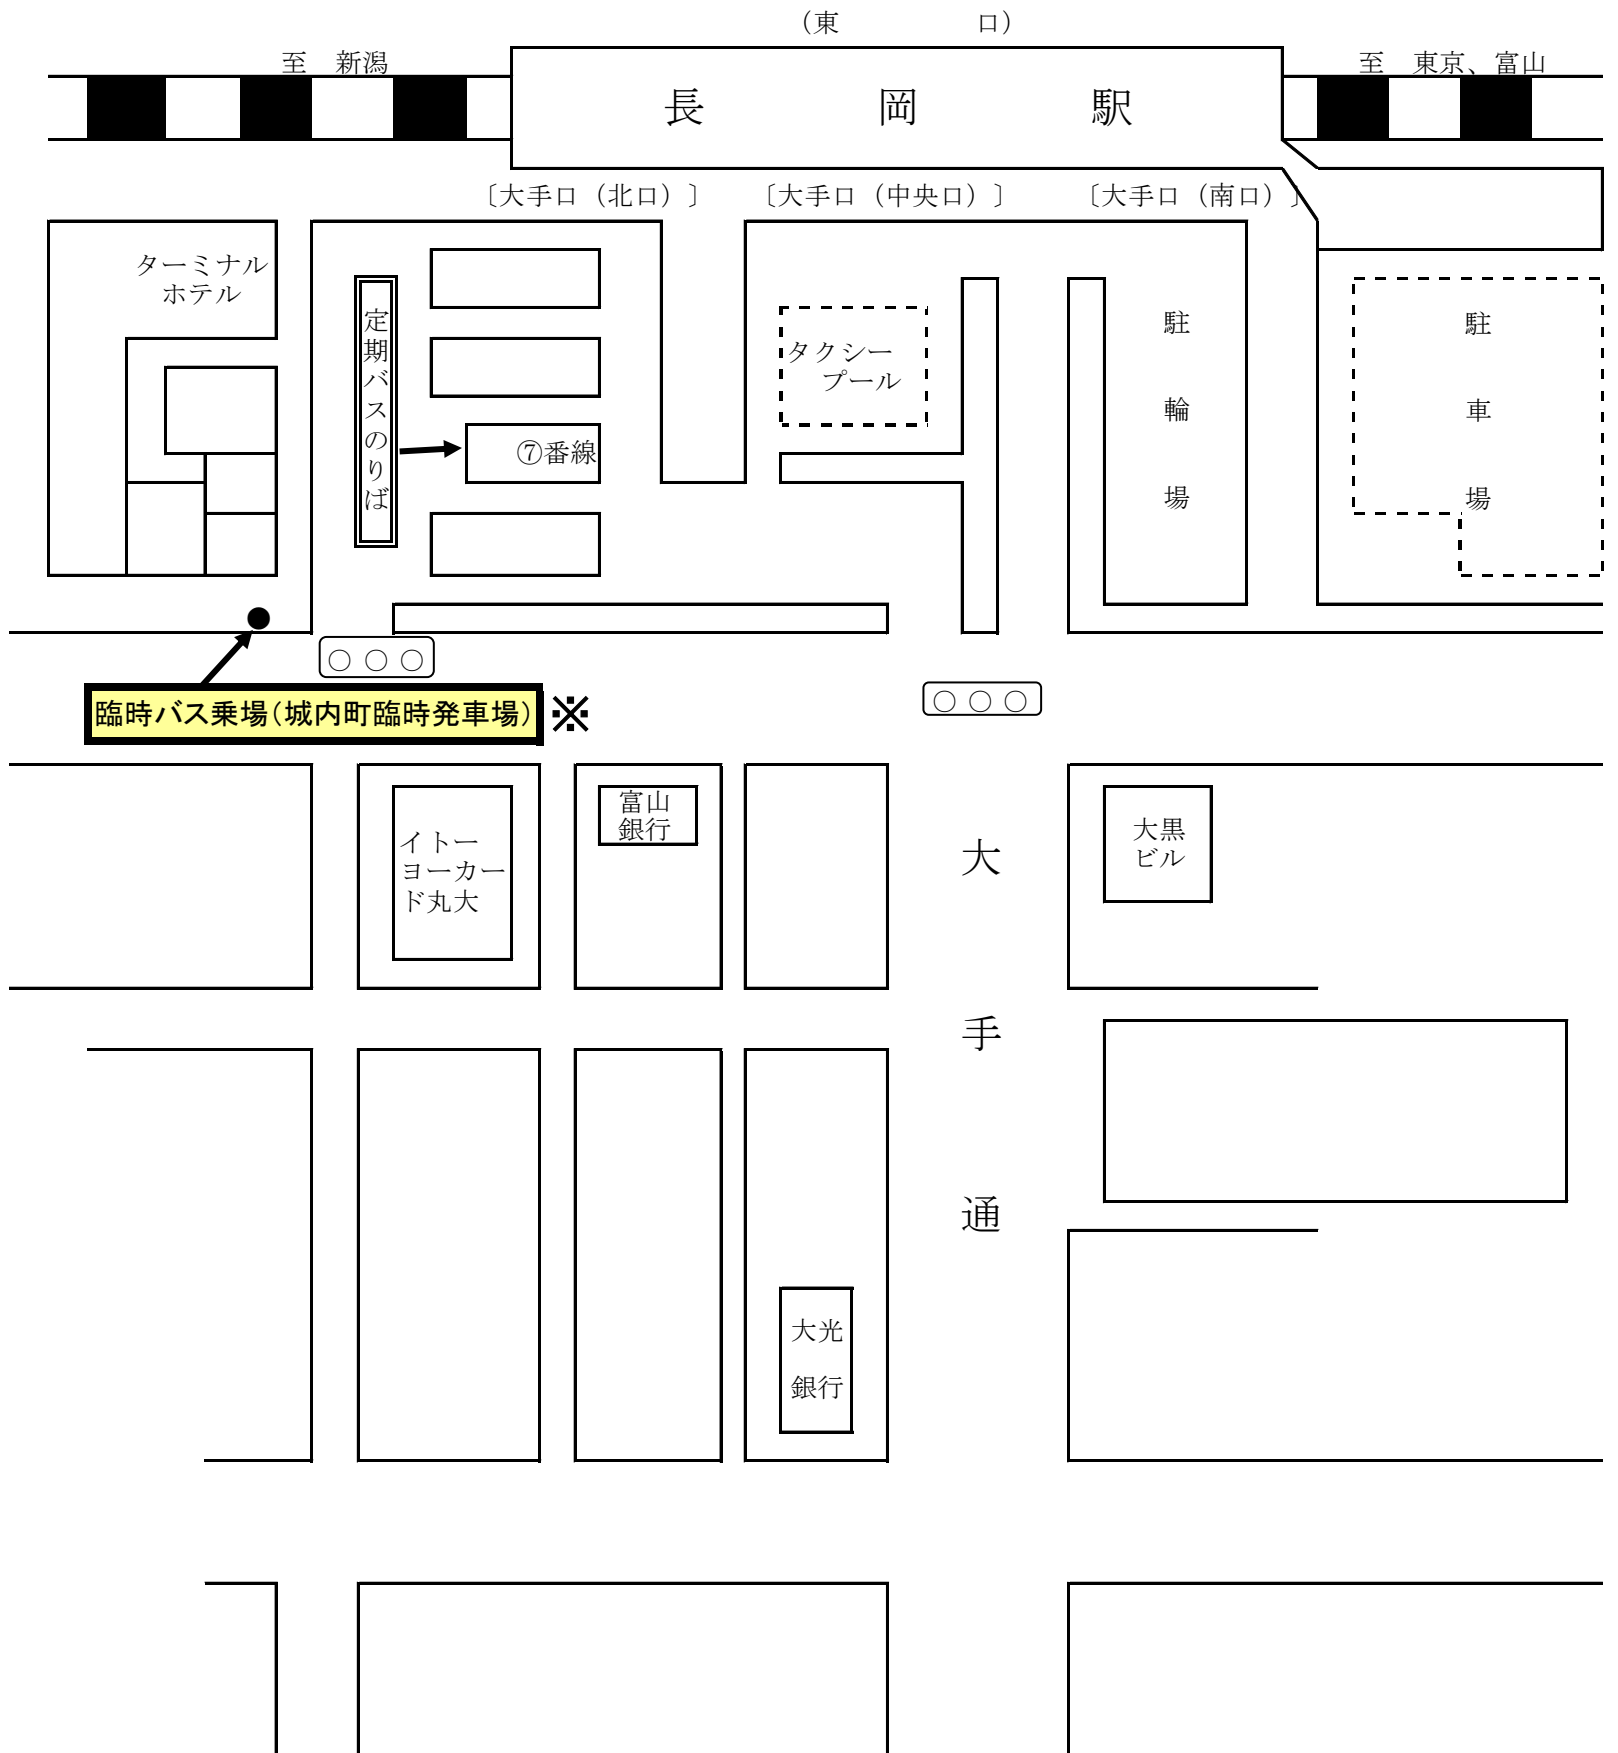 （東　　　　　口）
至　新潟
至　東京、富山
長　岡　駅
〔大手口（北口）〕
〔大手口（中央口）〕
〔大手口（南口）〕
ターミナル
ホテル
定期バスのりば
⑦番線
タクシー
プール
駐輪場
駐車場
○ ○ ○
臨時バス乗場（城内町臨時発車場）※
○ ○ ○
イトー
ヨーカー
ド丸大
富山
銀行
大黒
ビル
大手通
大光
銀行